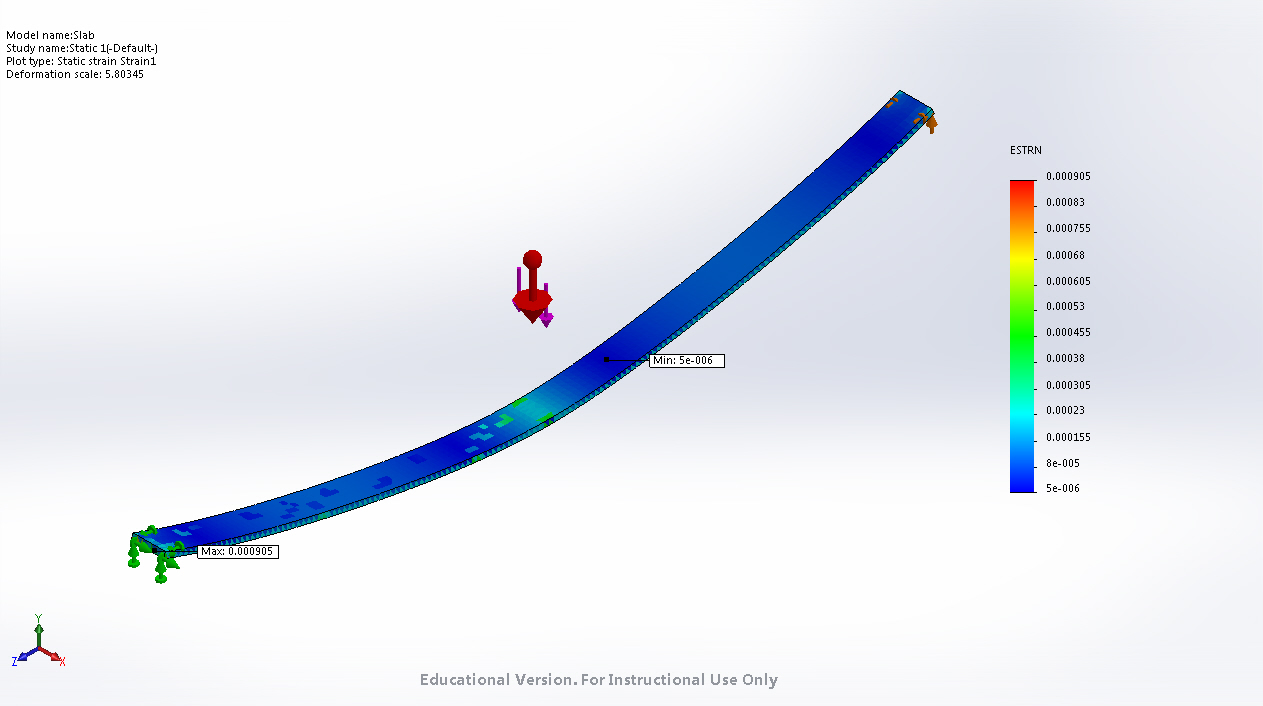 Model name:Slab
Study name:Static 1(-Default-)
Plot type: Static strain Strain1
Deformation scale: 5.80345
ESTRN
0.000905
0.00083
0.000755
0.00068
0.000605
0.00053
0.000455
0.00038
0.000305
0.00023
0.000155
8e-005
5e-006
Min: 5e-006
Max: 0.000905
Y
Z
X
Educational Version. For Instructional Use Only